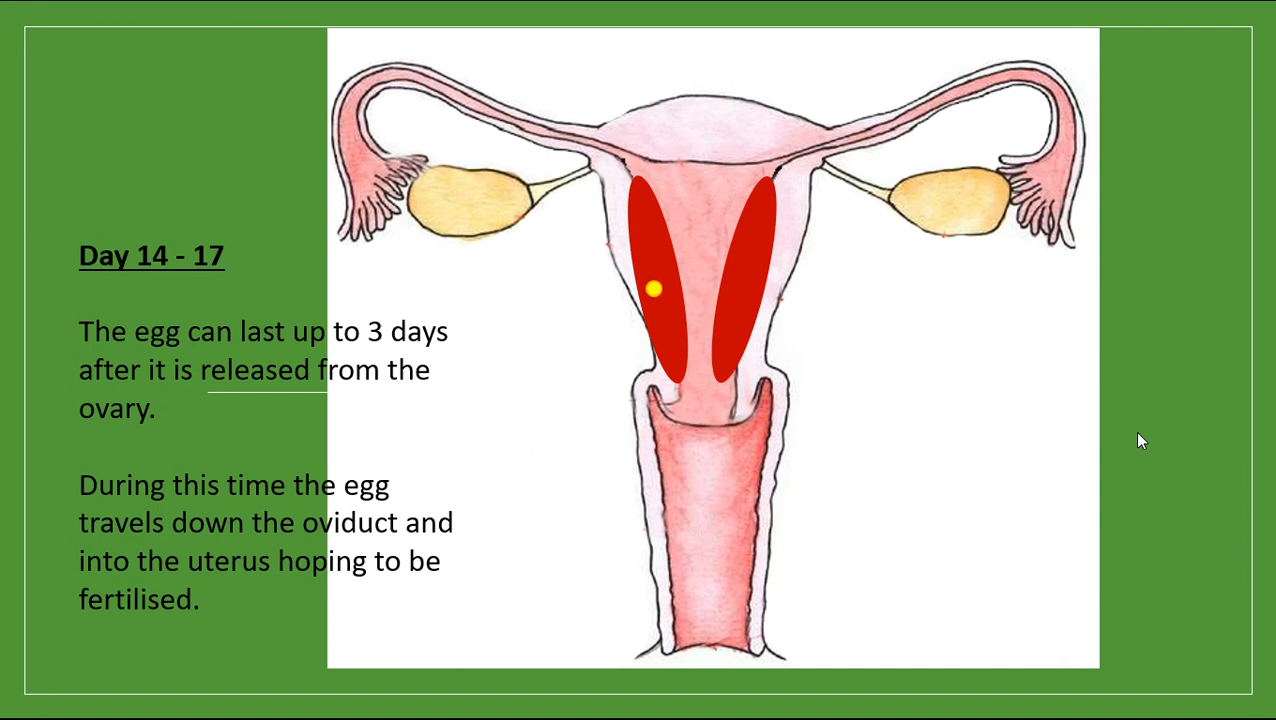 Day 14 - 17
The egg can last up to 3 days
after it is released from the
ovary.
During this time the egg
travels down the oviduct and
into the uterus hoping to be
fertilised.